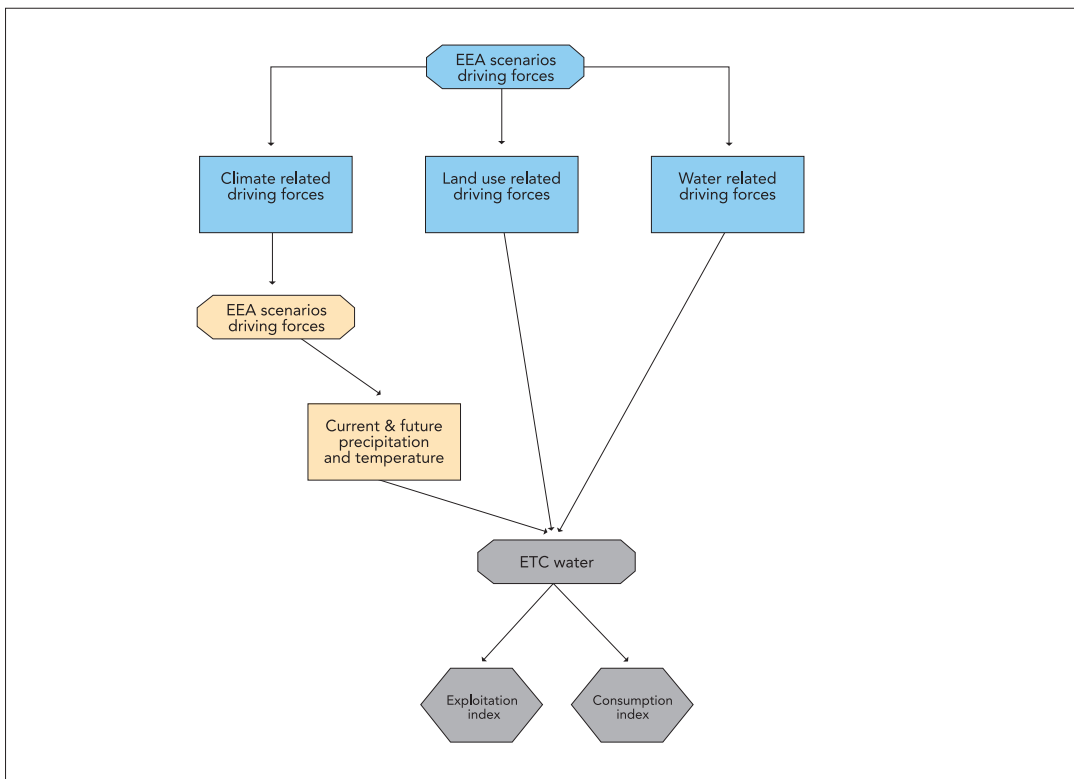 EEA scenarios
driving forces
Climate related
driving forces
Land use related
driving forces
Water related
driving forces
EEA scenarios
driving forces
Current & future
precipitation
and temperature
ETC water
Exploitation
index
Consumption
index